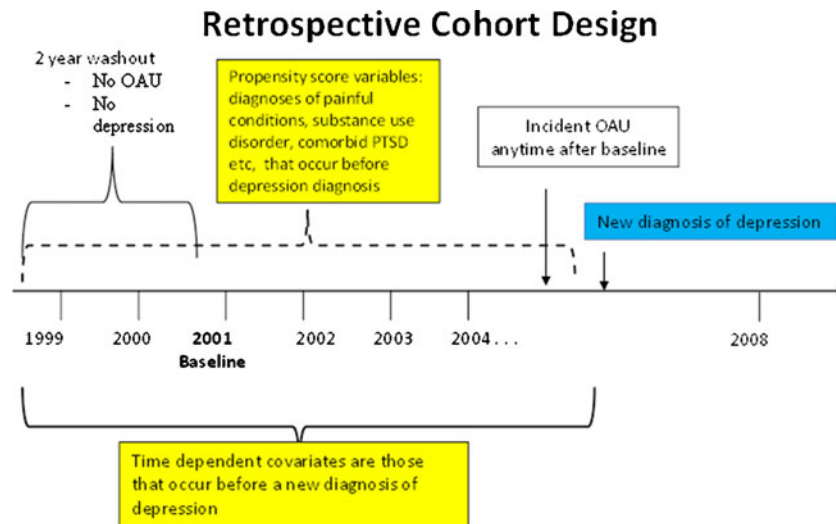 Retrospective Cohort Design
2 year washout
- No OAU
- No
depression
Propensity score variables:
diagnoses of painful
conditions, substance use
disorder, comorbid PTSD
etc, that occur before
depression diagnosis
Incident OAU
anytime after baseline
New diagnosis of depression
1999
2000
2001
Baseline
2002
2003
2004...
2008
Time dependent covariates are those
that occur before a new diagnosis of
depression